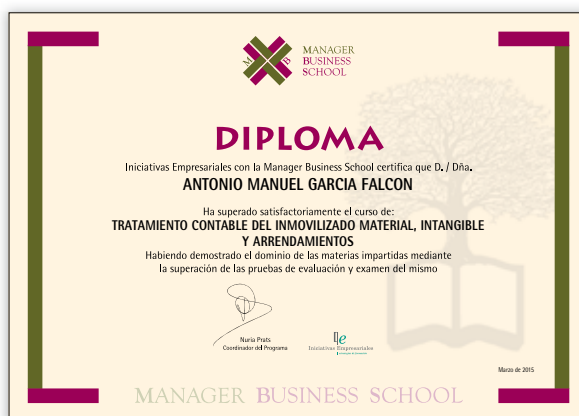 M B
MANAGER
BUSINESS
SCHOOL
DIPLOMA
Iniciativas Empresariales con la Manager Business School certifica que D. / Dña.
ANTONIO MANUEL GARCIA FALCON
Ha superado satisfactoriamente el curso de:
TRATAMIENTO CONTABLE DEL INMOVILIZADO MATERIAL, INTANGIBLE
Y ARRENDAMIENTOS
Habiendo demostrado el dominio de las materias impartidas mediante
la superación de las pruebas de evaluación y examen del mismo
Nuria Prats
Coordinador del Programa
Ie
Iniciativas Empresariales
Marzo de 2015
MANAGER BUSINESS SCHOOL